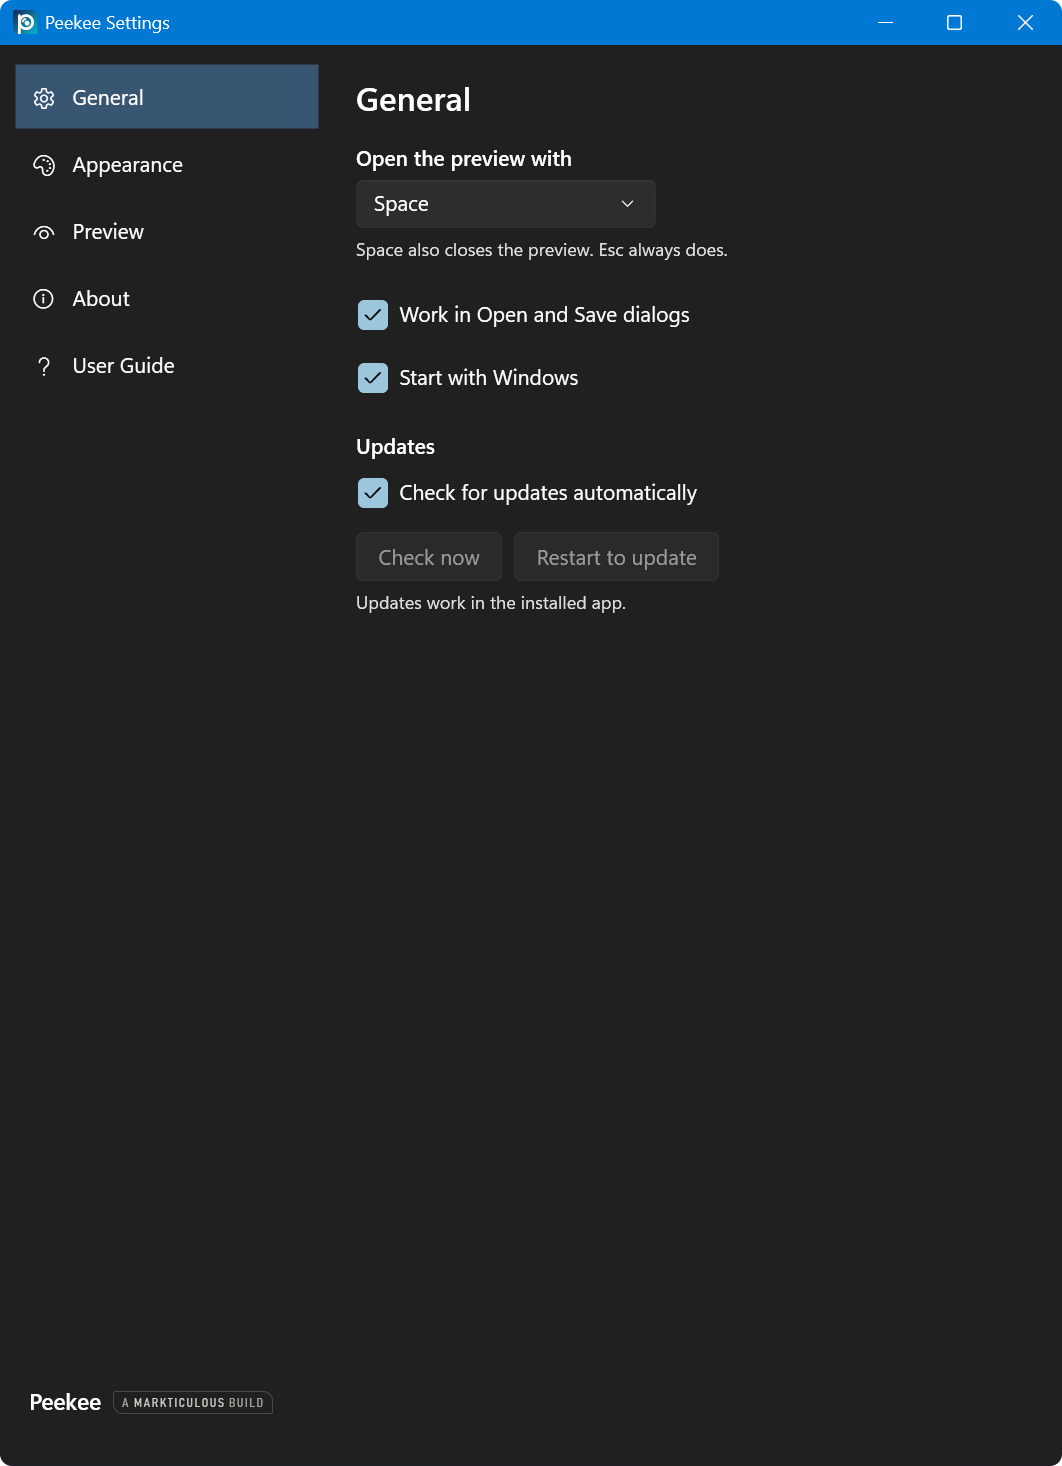 Peekee Settings
General
Appearance
Preview
About
User Guide
General
Open the preview with
Space
Space also closes the preview. Esc always does.
Work in Open and Save dialogs
Start with Windows
Updates
Check for updates automatically
Check now
Restart to update
Updates work in the installed app.
Peekee
A MARKTICULOUS BUILD